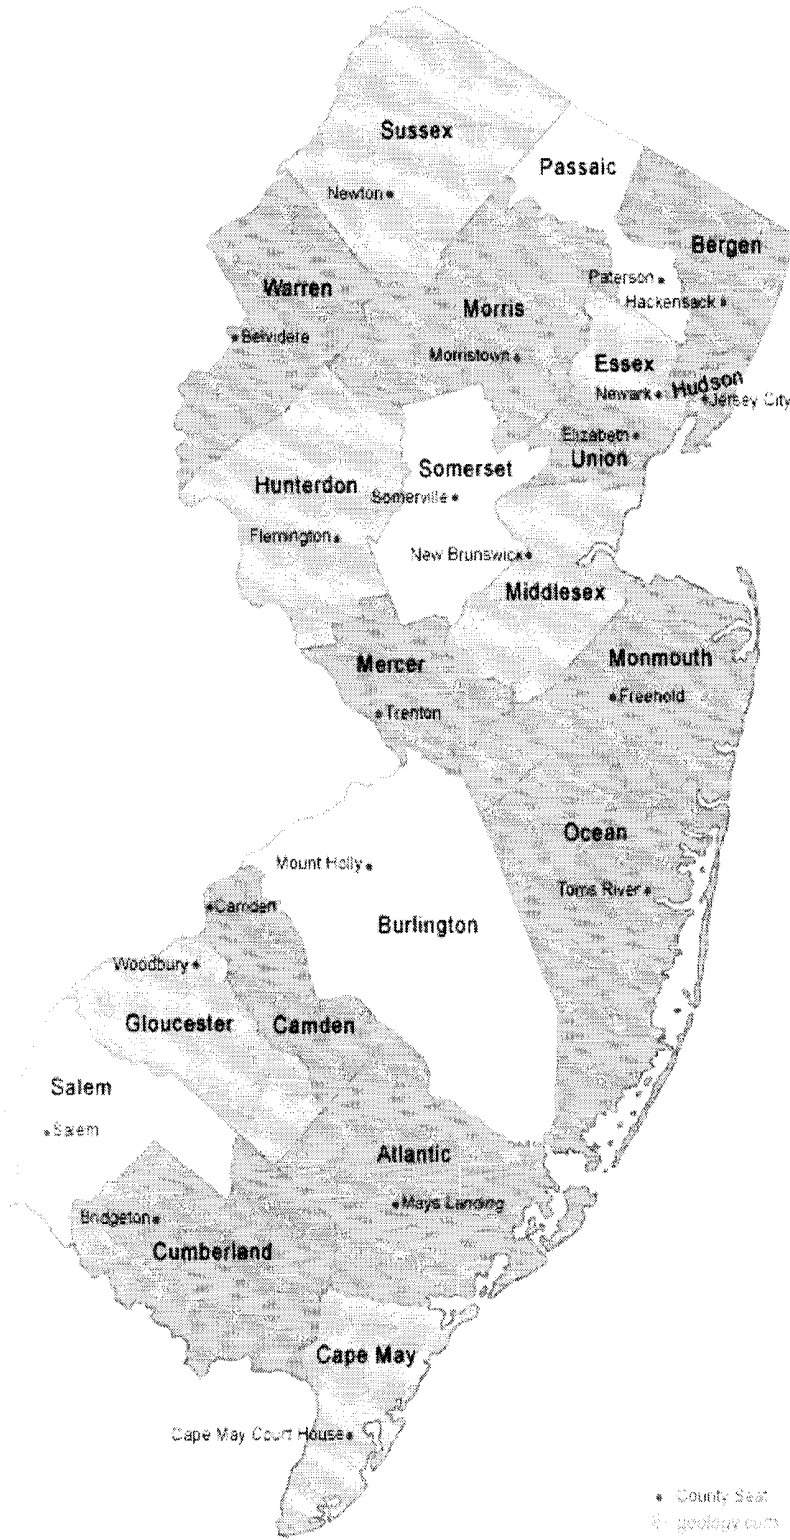 Sussex
Passaic
Newton
Bergen
Warren
Paterson
Hackensack
Morris
Belvidere
Morristown
Essex
Hudson
Newark
Jersey City
Elizabeth
Union
Somerset
Hunterdon
Somerville
Flemington
New Brunswick
Middlesex
Mercer
Monmouth
Freehold
Trenton
Ocean
Mount Holly
Toms River
Camden
Burlington
Woodbury
Gloucester
Camden
Salem
Salem
Atlantic
Mays Landing
Bridgeton
Cumberland
Cape May
Cape May Court House
County Seat
geology.com